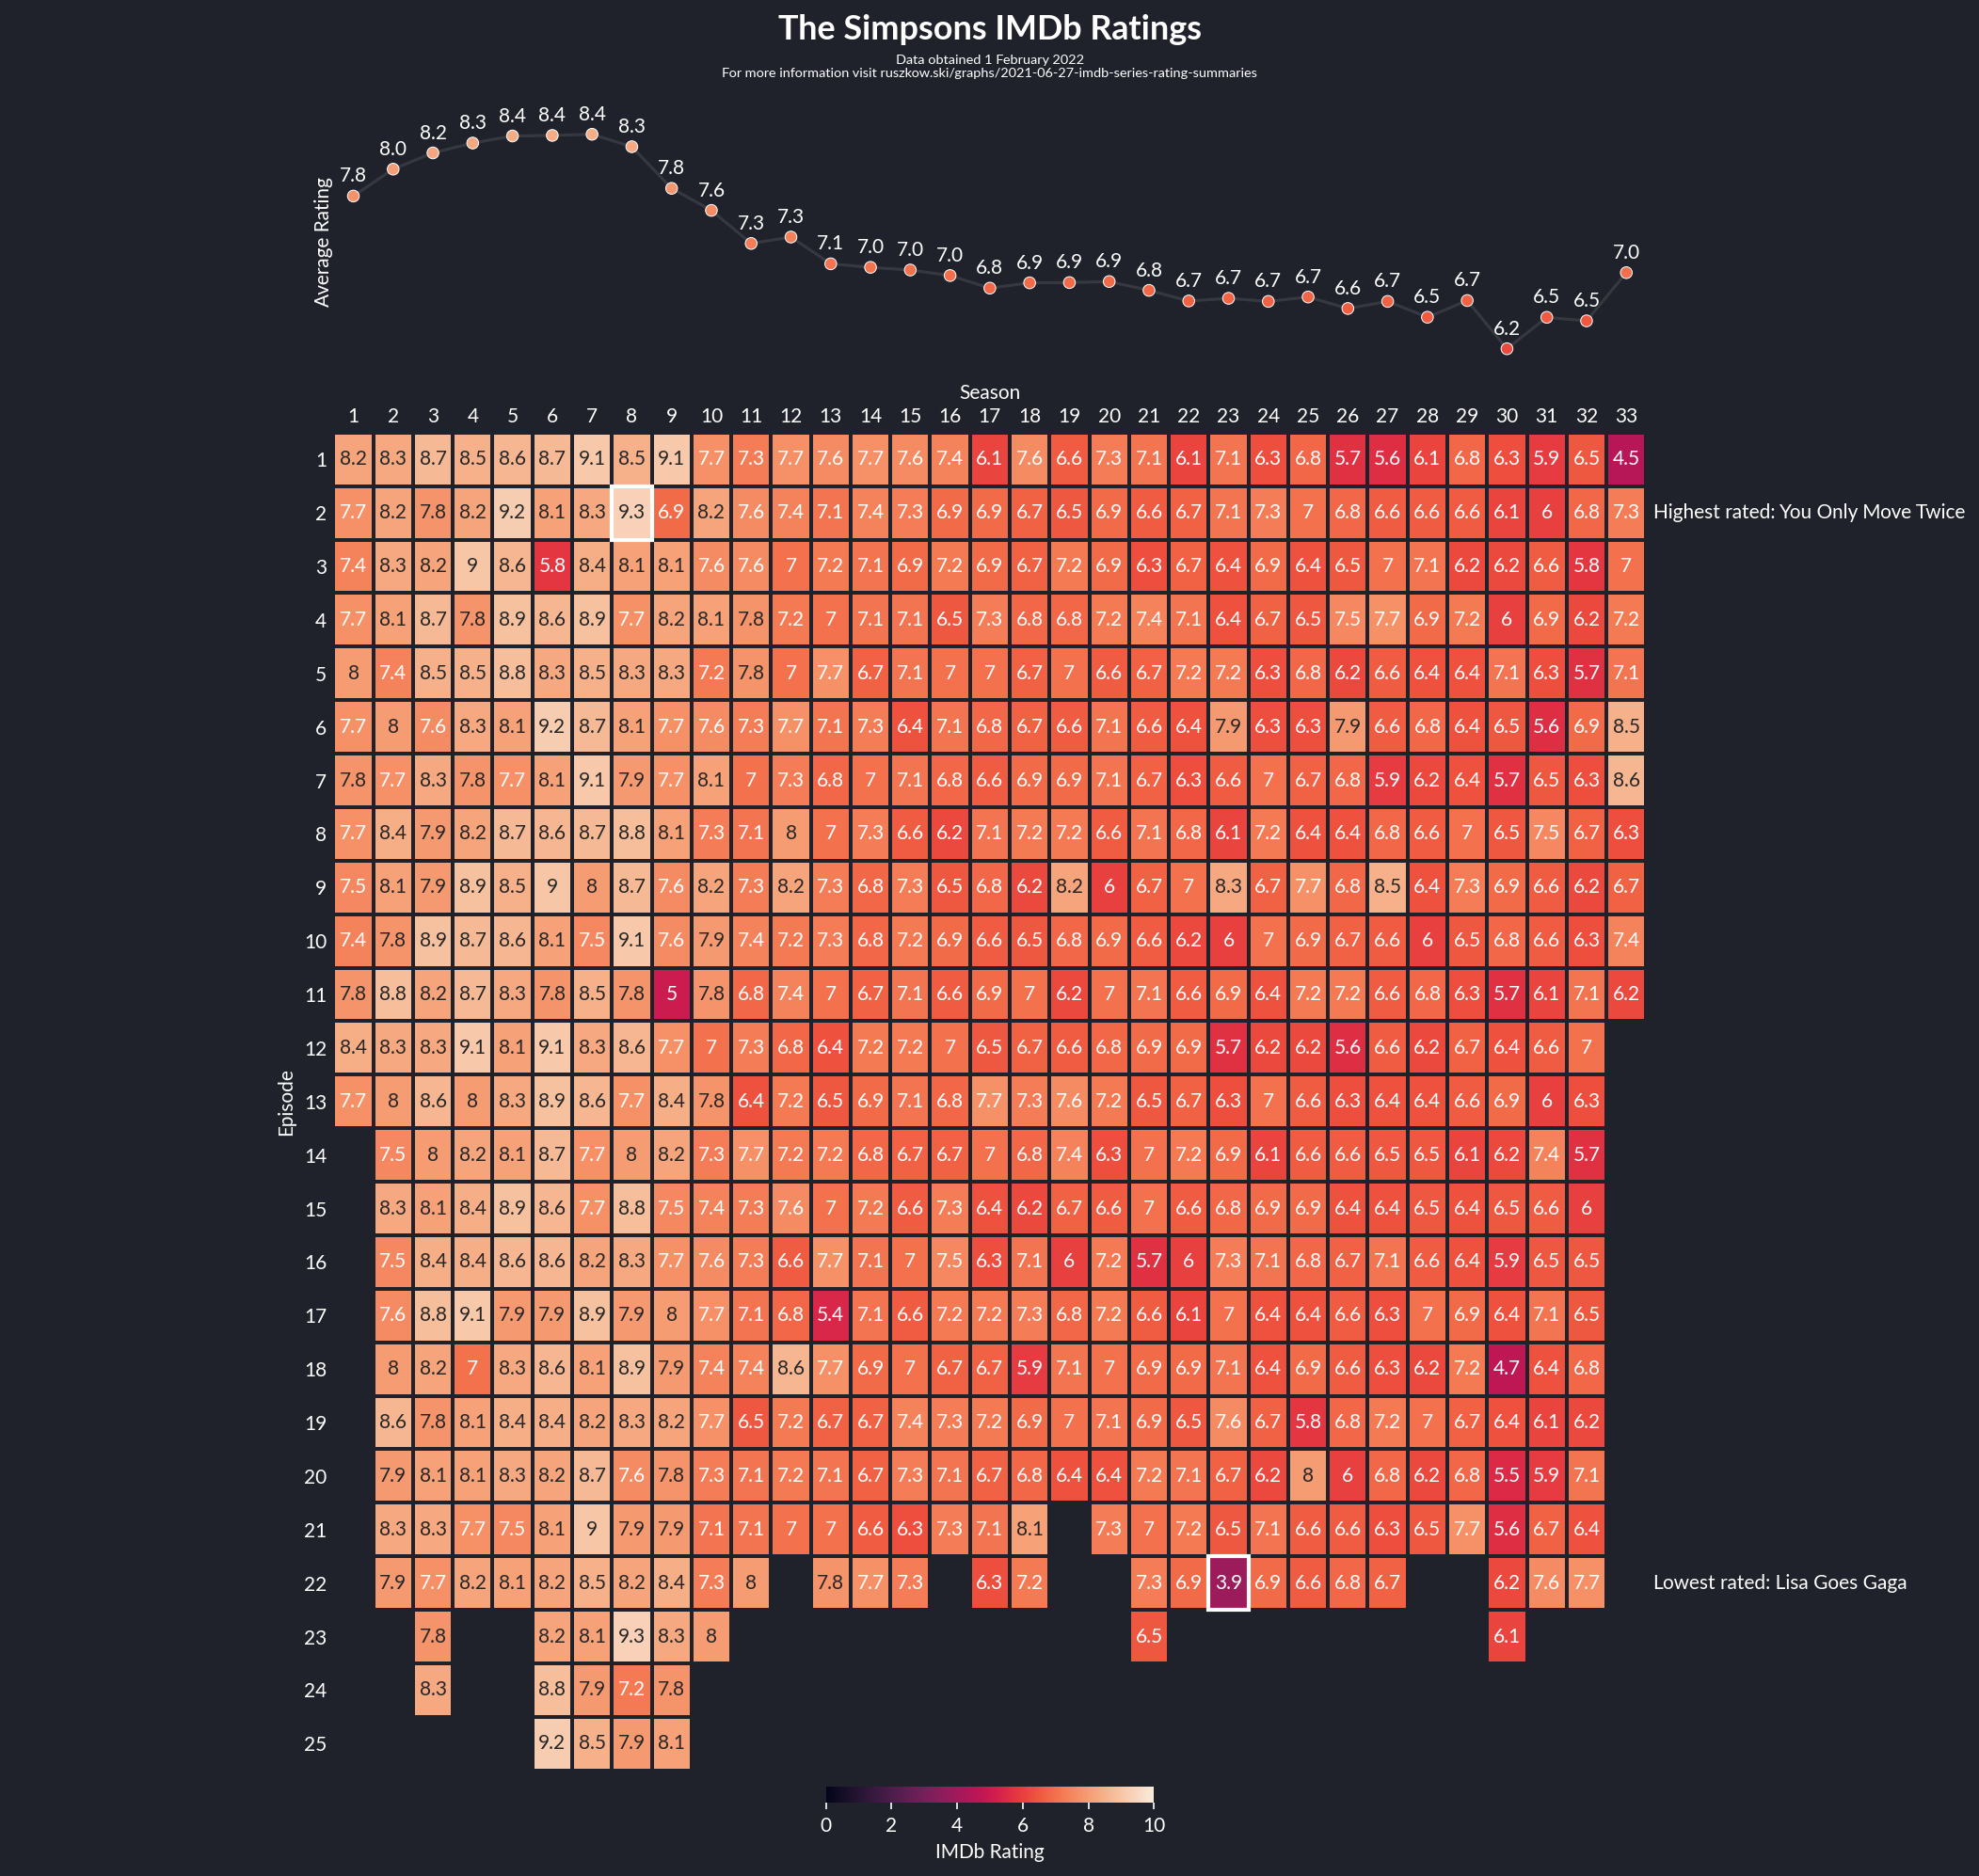 The Simpsons IMDb Ratings
Data obtained 1 February 2022
For more information visit ruszkow.ski/graphs/2021-06-27-imdb-series-rating-summaries
Average Rating
7.8 8.0 8.2 8.3 8.4 8.4 8.4 8.3 7.8 7.6 7.3 7.3 7.1 7.0 7.0 7.0 6.8 6.9 6.9 6.9 6.8 6.7 6.7 6.7 6.7 6.6 6.7 6.5 6.7 6.2 6.5 6.5 7.0
Season
1 2 3 4 5 6 7 8 9 10 11 12 13 14 15 16 17 18 19 20 21 22 23 24 25 26 27 28 29 30 31 32 33
Episode
1 8.2 8.3 8.7 8.5 8.6 8.7 9.1 8.5 9.1 7.7 7.3 7.7 7.6 7.7 7.6 7.4 6.1 7.6 6.6 7.3 7.1 6.1 7.1 6.3 6.8 5.7 5.6 6.1 6.8 6.3 5.9 6.5 4.5
2 7.7 8.2 7.8 8.2 9.2 8.1 8.3 9.3 6.9 8.2 7.6 7.4 7.1 7.4 7.3 6.9 6.9 6.7 6.5 6.9 6.6 6.7 7.1 7.3 7 6.8 6.6 6.6 6.6 6.1 6 6.8 7.3 Highest rated: You Only Move Twice
3 7.4 8.3 8.2 9 8.6 5.8 8.4 8.1 8.1 7.6 7.6 7 7.2 7.1 6.9 7.2 6.9 6.7 7.2 6.9 6.3 6.7 6.4 6.9 6.4 6.5 7 7.1 6.2 6.2 6.6 5.8 7
4 7.7 8.1 8.7 7.8 8.9 8.6 8.9 7.7 8.2 8.1 7.8 7.2 7 7.1 7.1 6.5 7.3 6.8 6.8 7.2 7.4 7.1 6.4 6.7 6.5 7.5 7.7 6.9 7.2 6 6.9 6.2 7.2
5 8 7.4 8.5 8.5 8.8 8.3 8.5 8.3 8.3 7.2 7.8 7 7.7 6.7 7.1 7 7 6.7 7 6.6 6.7 7.2 7.2 6.3 6.8 6.2 6.6 6.4 6.4 7.1 6.3 5.7 7.1
6 7.7 8 7.6 8.3 8.1 9.2 8.7 8.1 7.7 7.6 7.3 7.7 7.1 7.3 6.4 7.1 6.8 6.7 6.6 7.1 6.6 6.4 7.9 6.3 6.3 7.9 6.6 6.8 6.4 6.5 5.6 6.9 8.5
7 7.8 7.7 8.3 7.8 7.7 8.1 9.1 7.9 7.7 8.1 7 7.3 6.8 7 7.1 6.8 6.6 6.9 6.9 7.1 6.7 6.3 6.6 7 6.7 6.8 5.9 6.2 6.4 5.7 6.5 6.3 8.6
8 7.7 8.4 7.9 8.2 8.7 8.6 8.7 8.8 8.1 7.3 7.1 8 7 7.3 6.6 6.2 7.1 7.2 7.2 6.6 7.1 6.8 6.1 7.2 6.4 6.4 6.8 6.6 7 6.5 7.5 6.7 6.3
9 7.5 8.1 7.9 8.9 8.5 9 8 8.7 7.6 8.2 7.3 8.2 7.3 6.8 7.3 6.5 6.8 6.2 8.2 6 6.7 7 8.3 6.7 7.7 6.8 8.5 6.4 7.3 6.9 6.6 6.2 6.7
10 7.4 7.8 8.9 8.7 8.6 8.1 7.5 9.1 7.6 7.9 7.4 7.2 7.3 6.8 7.2 6.9 6.6 6.5 6.8 6.9 6.6 6.2 6 7 6.9 6.7 6.6 6 6.5 6.8 6.6 6.3 7.4
11 7.8 8.8 8.2 8.7 8.3 7.8 8.5 7.8 5 7.8 6.8 7.4 7 6.7 7.1 6.6 6.9 7 6.2 7 7.1 6.6 6.9 6.4 7.2 7.2 6.6 6.8 6.3 5.7 6.1 7.1 6.2
12 8.4 8.3 8.3 9.1 8.1 9.1 8.3 8.6 7.7 7 7.3 6.8 6.4 7.2 7.2 7 6.5 6.7 6.6 6.8 6.9 6.9 5.7 6.2 6.2 5.6 6.6 6.2 6.7 6.4 6.6 7
13 7.7 8 8.6 8 8.3 8.9 8.6 7.7 8.4 7.8 6.4 7.2 6.5 6.9 7.1 6.8 7.7 7.3 7.6 7.2 6.5 6.7 6.3 7 6.6 6.3 6.4 6.4 6.6 6.9 6 6.3
14 7.5 8 8.2 8.1 8.7 7.7 8 8.2 7.3 7.7 7.2 7.2 6.8 6.7 6.7 7 6.8 7.4 6.3 7 7.2 6.9 6.1 6.6 6.6 6.5 6.5 6.1 6.2 7.4 5.7
15 8.3 8.1 8.4 8.9 8.6 7.7 8.8 7.5 7.4 7.3 7.6 7 7.2 6.6 7.3 6.4 6.2 6.7 6.6 7 6.6 6.8 6.9 6.9 6.4 6.4 6.5 6.4 6.5 6.6 6
16 7.5 8.4 8.4 8.6 8.6 8.2 8.3 7.7 7.6 7.3 6.6 7.7 7.1 7 7.5 6.3 7.1 6 7.2 5.7 6 7.3 7.1 6.8 6.7 7.1 6.6 6.4 5.9 6.5 6.5
17 7.6 8.8 9.1 7.9 7.9 8.9 7.9 8 7.7 7.1 6.8 5.4 7.1 6.6 7.2 7.2 7.3 6.8 7.2 6.6 6.1 7 6.4 6.4 6.6 6.3 7 6.9 6.4 7.1 6.5
18 8 8.2 7 8.3 8.6 8.1 8.9 7.9 7.4 7.4 8.6 7.7 6.9 7 6.7 6.7 5.9 7.1 7 6.9 6.9 7.1 6.4 6.9 6.6 6.3 6.2 7.2 4.7 6.4 6.8
19 8.6 7.8 8.1 8.4 8.4 8.2 8.3 8.2 7.7 6.5 7.2 6.7 6.7 7.4 7.3 7.2 6.9 7 7.1 6.9 6.5 7.6 6.7 5.8 6.8 7.2 7 6.7 6.4 6.1 6.2
20 7.9 8.1 8.1 8.3 8.2 8.7 7.6 7.8 7.3 7.1 7.2 7.1 6.7 7.3 7.1 6.7 6.8 6.4 6.4 7.2 7.1 6.7 6.2 8 6 6.8 6.2 6.8 5.5 5.9 7.1
21 8.3 8.3 7.7 7.5 8.1 9 7.9 7.9 7.1 7.1 7 7 6.6 6.3 7.3 7.1 8.1 7.3 7 7.2 6.5 7.1 6.6 6.6 6.3 6.5 7.7 5.6 6.7 6.4
22 7.9 7.7 8.2 8.1 8.2 8.5 8.2 8.4 7.3 8 7.8 7.7 7.3 6.3 7.2 7.3 6.9 3.9 6.9 6.6 6.8 6.7 6.2 7.6 7.7 Lowest rated: Lisa Goes Gaga
23 7.8 8.2 8.1 9.3 8.3 8 6.5 6.1
24 8.3 8.8 7.9 7.2 7.8
25 9.2 8.5 7.9 8.1
0 2 4 6 8 10
IMDb Rating